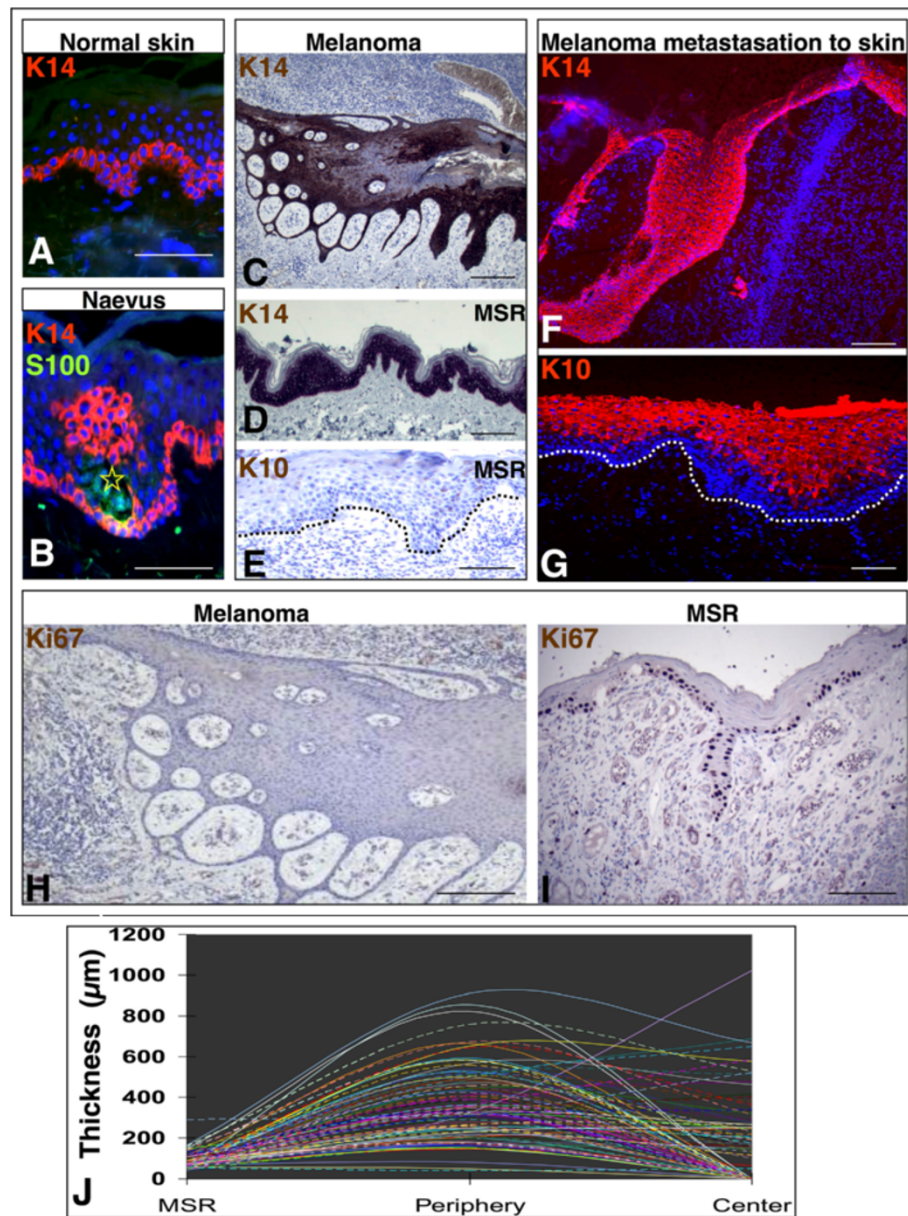 Normal skin
K14
A
Naevus
K14
S100
B
Melanoma
K14
C
K14 MSR
D
K10 MSR
E
Melanoma metastasation to skin
K14
F
K10
G
Melanoma
Ki67
H
MSR
Ki67
I
J
Thickness (µm)
1200
1000
800
600
400
200
0
MSR Periphery Center